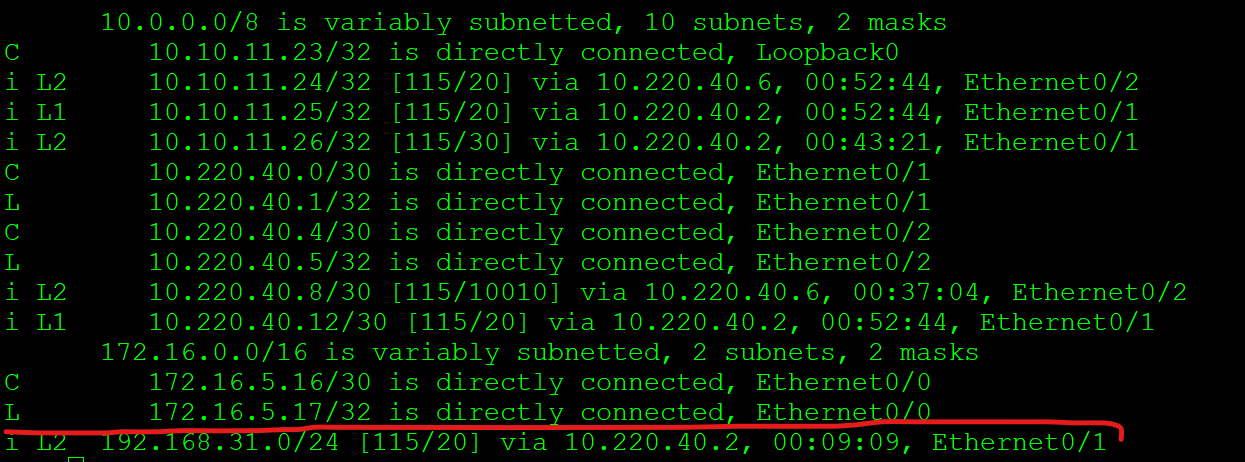 10.0.0.0/8 is variably subnetted, 10 subnets, 2 masks
C 10.10.11.23/32 is directly connected, Loopback0
i L2 10.10.11.24/32 [115/20] via 10.220.40.6, 00:52:44, Ethernet0/2
i L1 10.10.11.25/32 [115/20] via 10.220.40.2, 00:52:44, Ethernet0/1
i L2 10.10.11.26/32 [115/30] via 10.220.40.2, 00:43:21, Ethernet0/1
C 10.220.40.0/30 is directly connected, Ethernet0/1
L 10.220.40.1/32 is directly connected, Ethernet0/1
C 10.220.40.4/30 is directly connected, Ethernet0/2
L 10.220.40.5/32 is directly connected, Ethernet0/2
i L2 10.220.40.8/30 [115/10010] via 10.220.40.6, 00:37:04, Ethernet0/2
i L1 10.220.40.12/30 [115/20] via 10.220.40.2, 00:52:44, Ethernet0/1
172.16.0.0/16 is variably subnetted, 2 subnets, 2 masks
C 172.16.5.16/30 is directly connected, Ethernet0/0
L 172.16.5.17/32 is directly connected, Ethernet0/0
i L2 192.168.31.0/24 [115/20] via 10.220.40.2, 00:09:09, Ethernet0/1